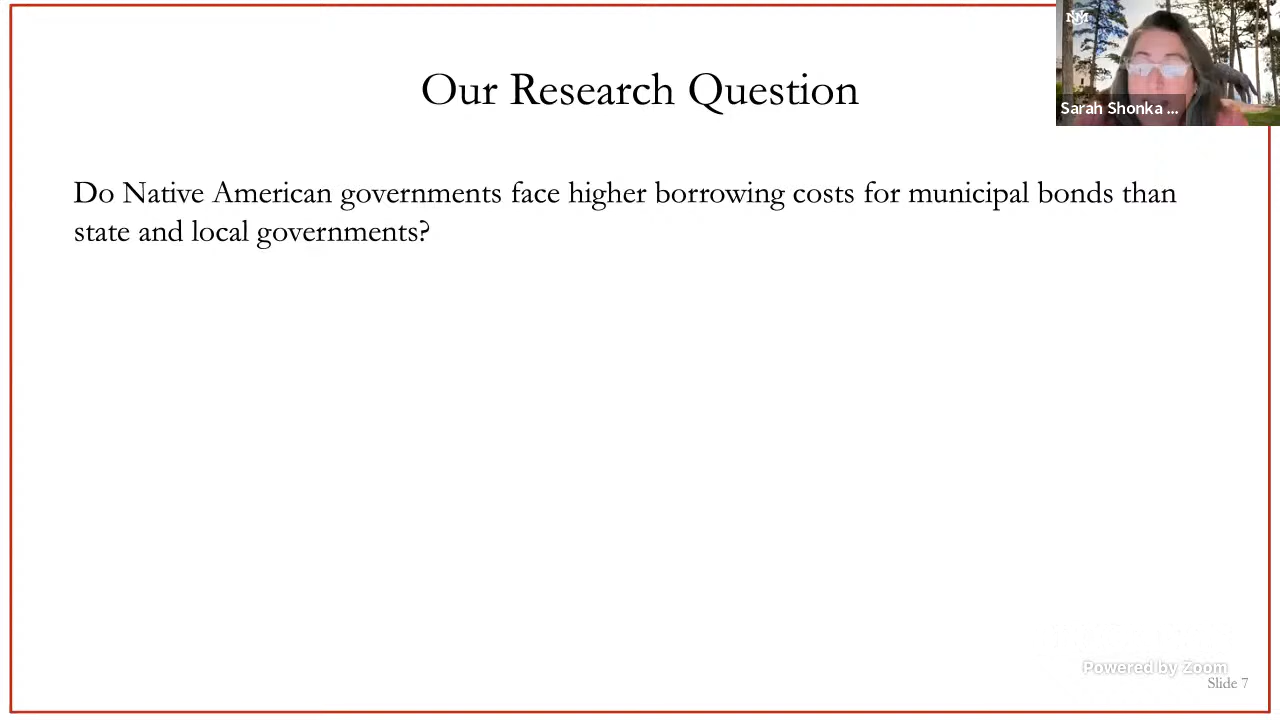 NM
Our Research Question
Sarah Shonka ...
Do Native American governments face higher borrowing costs for municipal bonds than
state and local governments?
Powered by Zoom
Slide 7